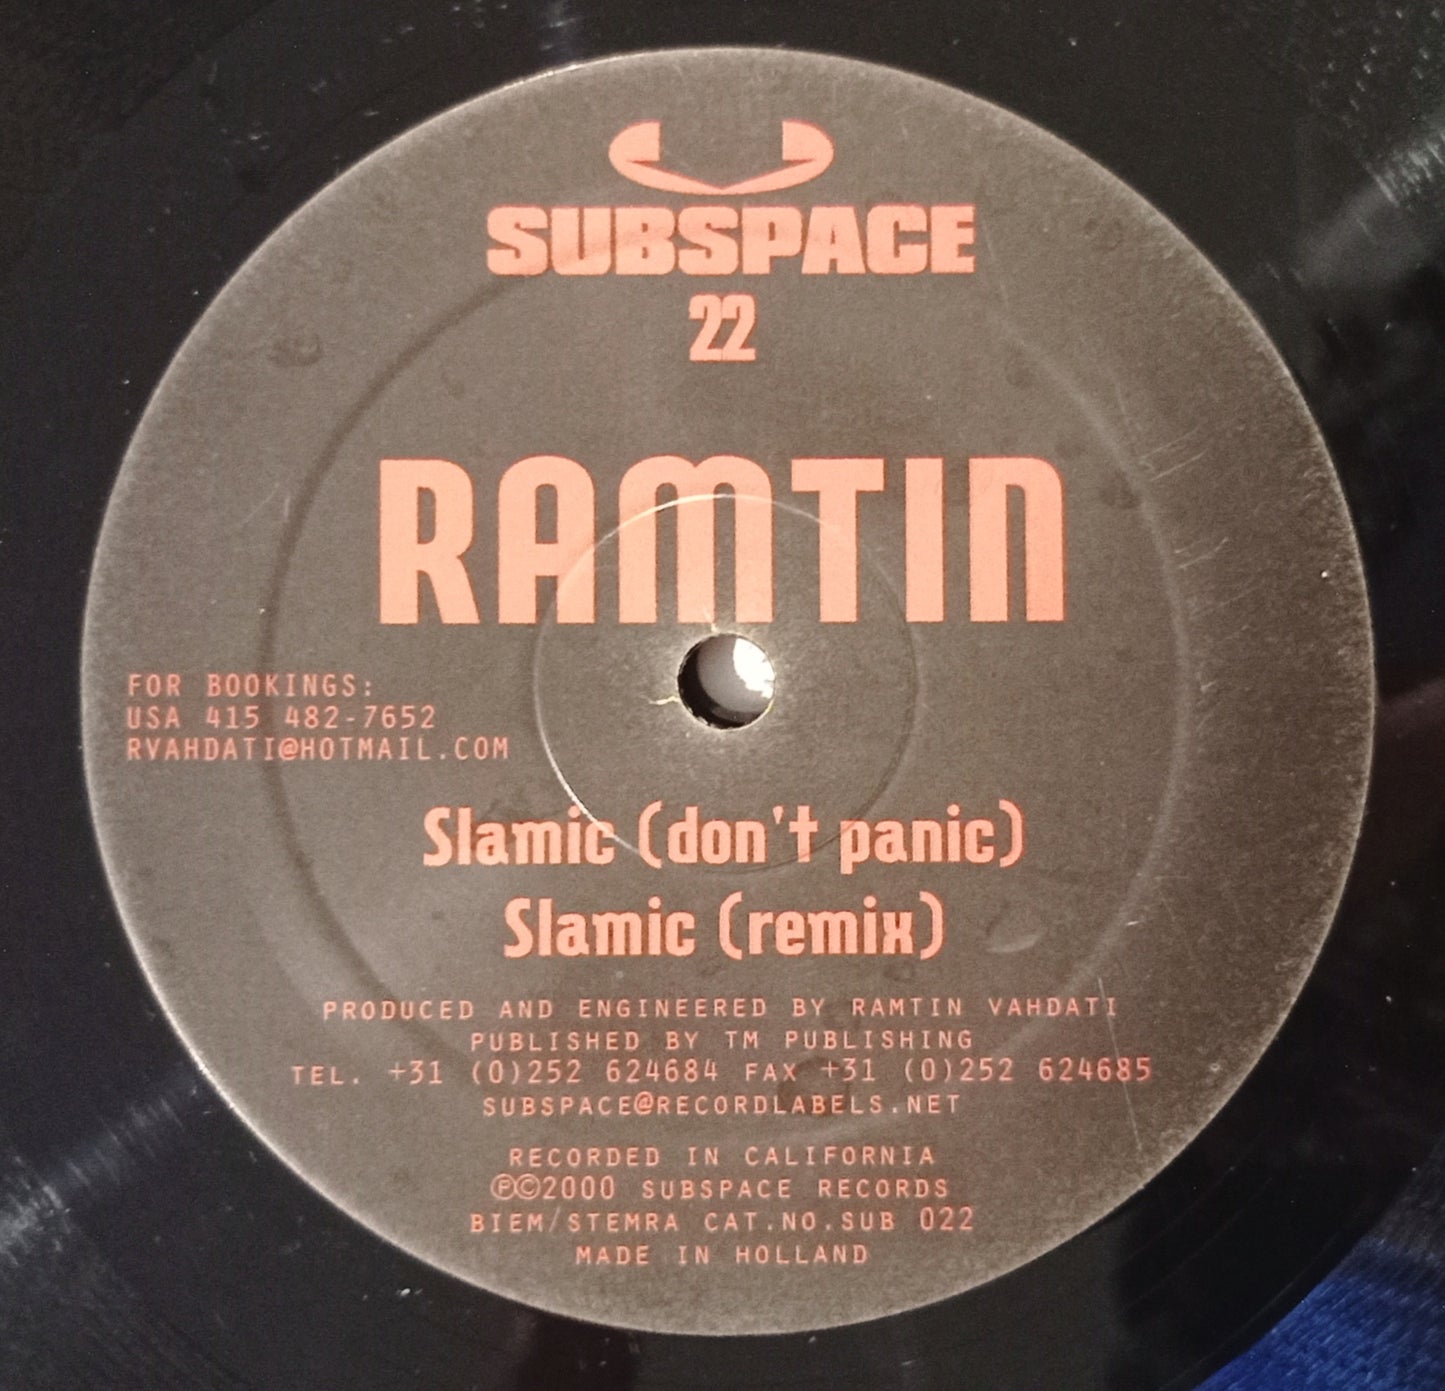 SUBSPACE
22
RAMTIN
FOR BOOKINGS:
USA 415 482-7652
RVAHDATI@HOTMAIL.COM
Slamic (don't panic)
Slamic (remix)
PRODUCED AND ENGINEERED BY RAMTIN VAHDATI
PUBLISHED BY TM PUBLISHING
TEL. +31 (0)252 624684 FAX +31 (0)252 624685
SUBSPACE@RECORDLABELS.NET
RECORDED IN CALIFORNIA
℗©2000 SUBSPACE RECORDS
BIEM/STEMRA CAT.NO.SUB 022
MADE IN HOLLAND